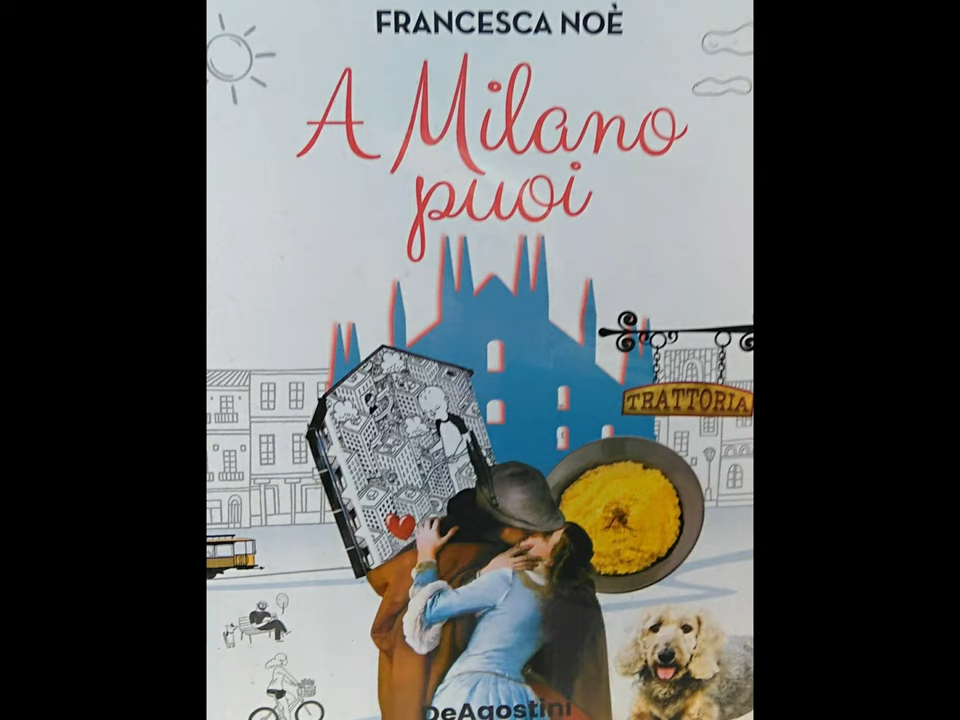 FRANCESCA NOÈ
A Milano
puoi
TRATTORIA
DeAgostini